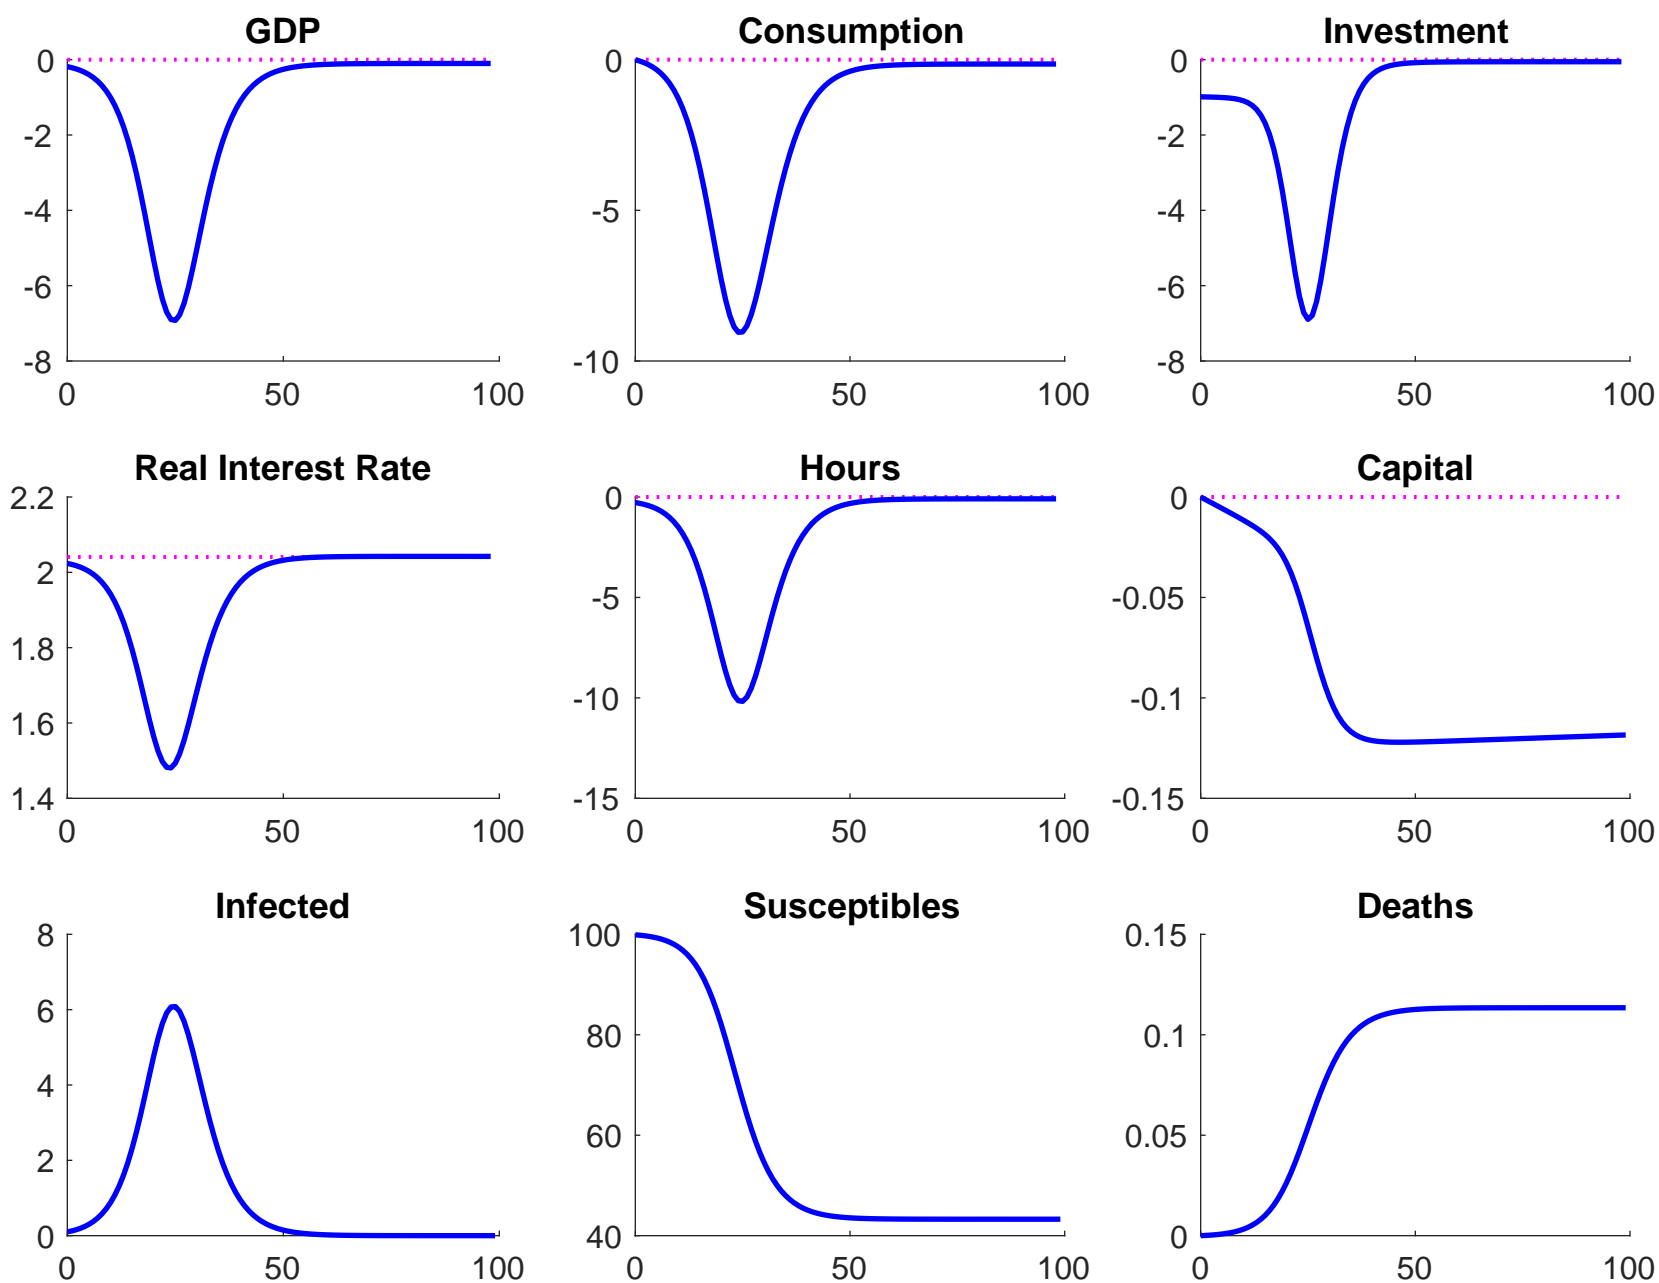 GDP Consumption Investment
0 0 0
-2 -5 -2
-4 -10 -4
-6 -6
-8 -8
0 50 100 0 50 100 0 50 100
Real Interest Rate Hours Capital
2.2 0 0
2 -5 -0.05
1.8 -10 -0.1
1.6 -15 -0.15
1.4
0 50 100 0 50 100 0 50 100
Infected Susceptibles Deaths
8 100 0.15
6 80 0.1
4 60 0.05
2 40 0
0
0 50 100 0 50 100 0 50 100